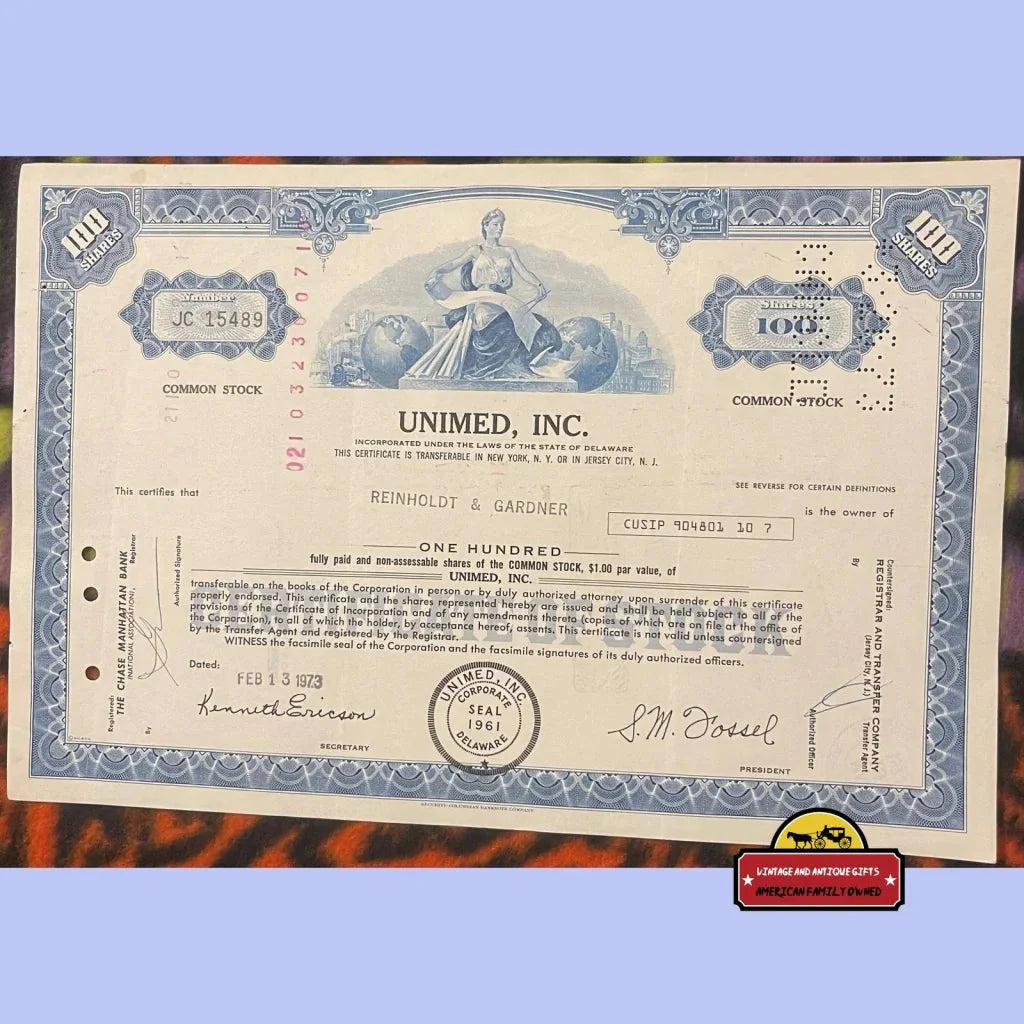 100
SHARES
100
SHARES
Number
JC 15489
Shares
100
COMMON STOCK
COMMON STOCK
UNIMED, INC.
INCORPORATED UNDER THE LAWS OF THE STATE OF DELAWARE
THIS CERTIFICATE IS TRANSFERABLE IN NEW YORK, N. Y. OR IN JERSEY CITY, N. J.
SEE REVERSE FOR CERTAIN DEFINITIONS
This certifies that
REINHOLDT & GARDNER
is the owner of
CUSIP 904801 10 7
ONE HUNDRED
fully paid and non-assessable shares of the COMMON STOCK, $1.00 par value, of
UNIMED, INC.
transferable on the books of the Corporation in person or by duly authorized attorney upon surrender of this certificate
properly endorsed. This certificate and the shares represented hereby are issued and shall be held subject to all of the
provisions of the Certificate of Incorporation and of any amendments thereto (copies of which are on file at the office of
the Corporation), to all of which the holder, by acceptance hereof, assents. This certificate is not valid unless countersigned
by the Transfer Agent and registered by the Registrar.
WITNESS the facsimile seal of the Corporation and the facsimile signatures of its duly authorized officers.
Dated:
FEB 13 1973
Kenneth Ericson
SECRETARY
UNIMED, INC.
CORPORATE
SEAL
1961
DELAWARE
S.M. Fossel
PRESIDENT
Registered:
THE CHASE MANHATTAN BANK
(NATIONAL ASSOCIATION),
Registrar
By
Authorized Signature
Countersigned:
REGISTRAR AND TRANSFER COMPANY
(Jersey City, N. J.)
Transfer Agent
By
Authorized Officer
SECURITY-COLUMBIAN BANKNOTE COMPANY
VINTAGE AND ANTIQUE GIFTS
AMERICAN FAMILY OWNED